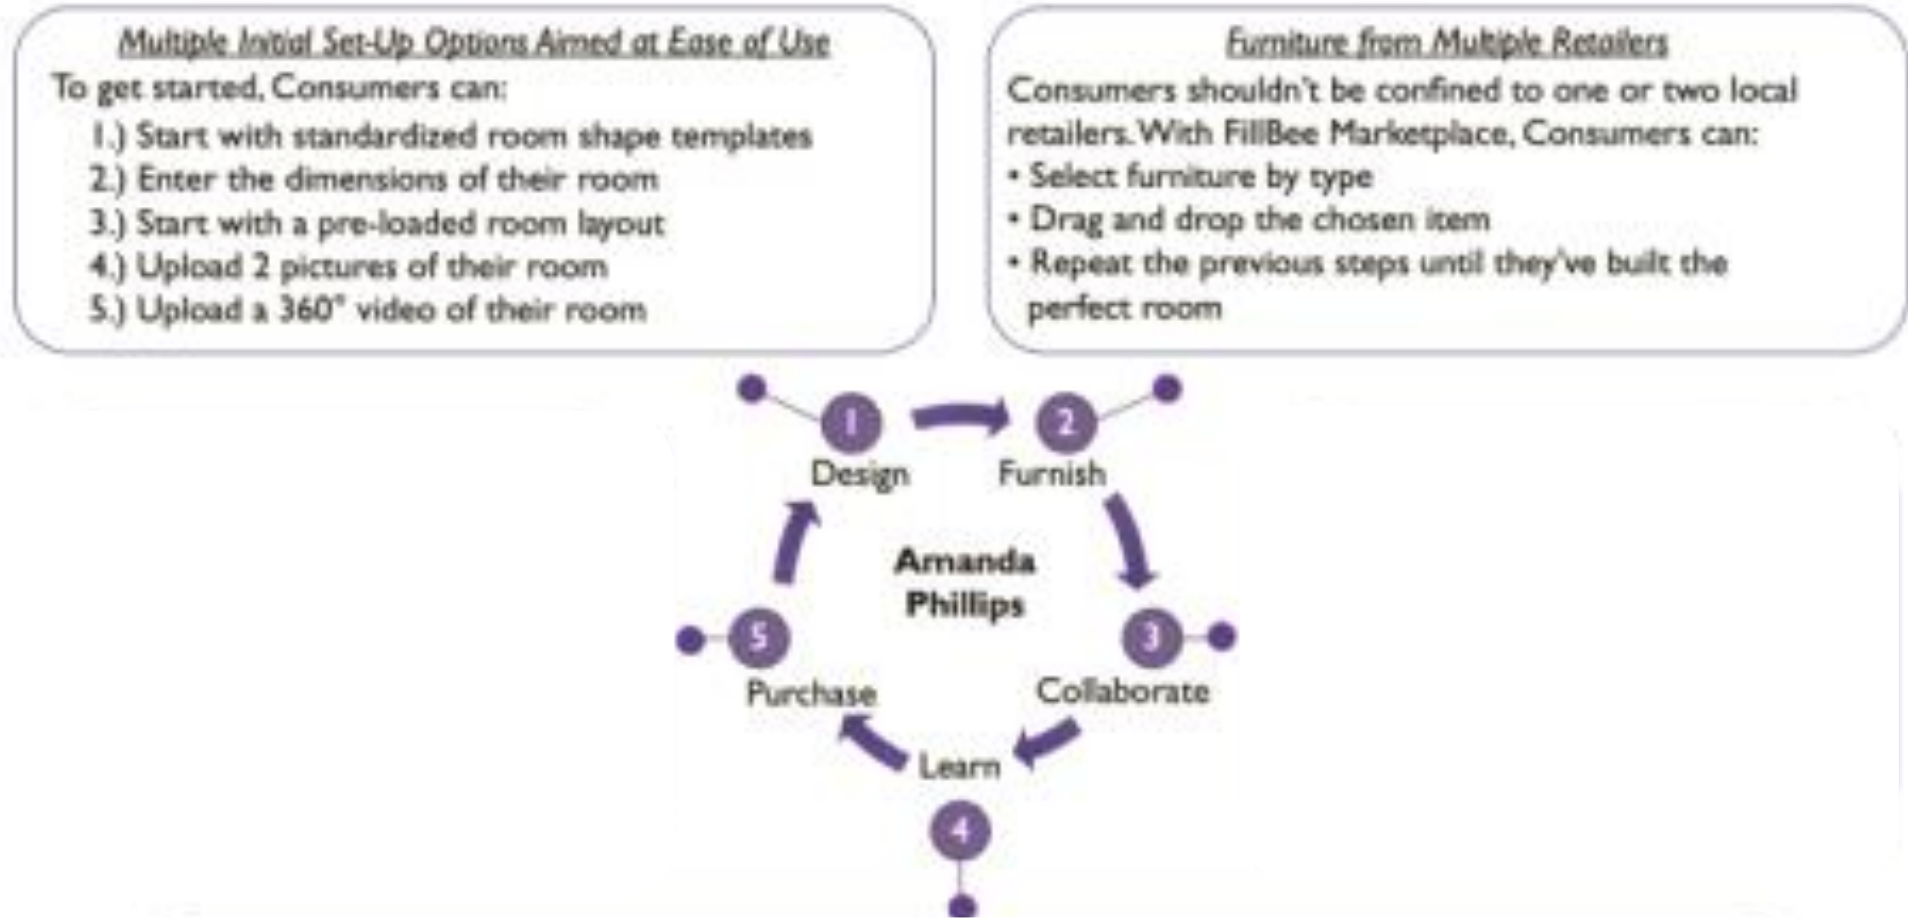 Multiple Initial Set-Up Options Aimed at Ease of Use
To get started, Consumers can:
1.) Start with standardized room shape templates
2.) Enter the dimensions of their room
3.) Start with a pre-loaded room layout
4.) Upload 2 pictures of their room
5.) Upload a 360° video of their room
Furniture from Multiple Retailers
Consumers shouldn't be confined to one or two local
retailers. With FillBee Marketplace, Consumers can:
• Select furniture by type
• Drag and drop the chosen item
• Repeat the previous steps until they've built the
perfect room
1
2
Design
Furnish
Amanda
Phillips
5
3
Purchase
Collaborate
Learn
4